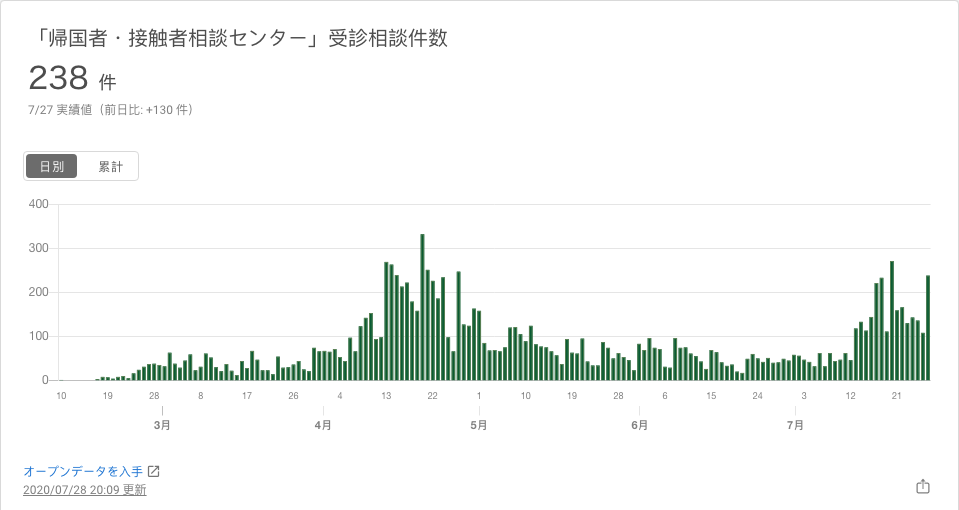 「帰国者・接触者相談センター」受診相談件数
238 件
7/27 実績値（前日比: +130 件）
日別 累計
400
300
200
100
0
10 19 28 8 17 26 4 13 22 1 10 19 28 6 15 24 3 12 21
3月 4月 5月 6月 7月
オープンデータを入手
2020/07/28 20:09 更新